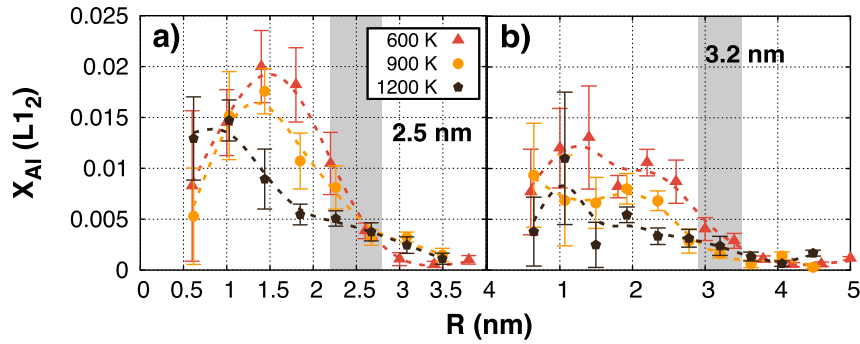 a)
b)
600 K
900 K
1200 K
2.5 nm
3.2 nm
X_Al (L1₂)
0.025
0.02
0.015
0.01
0.005
0
0 0.5 1 1.5 2 2.5 3 3.5 4 1 2 3 4 5
R (nm)